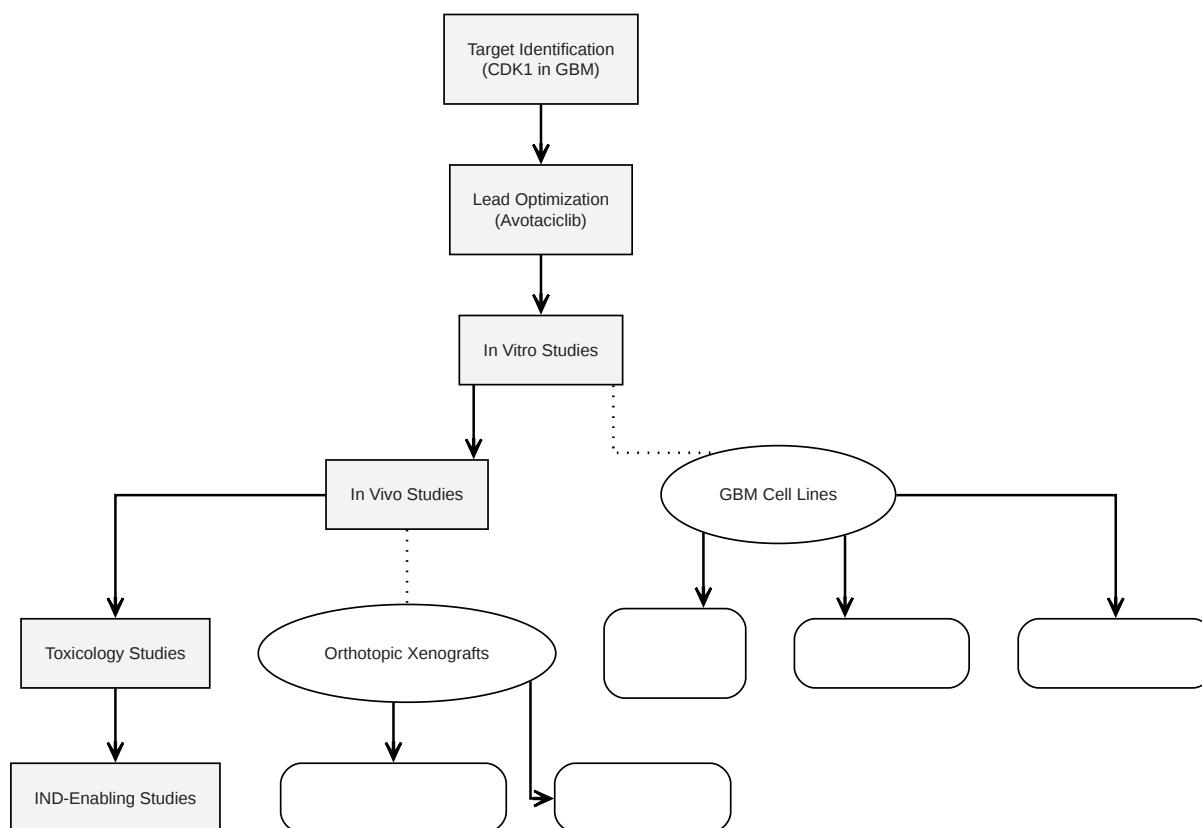 Target Identification
(CDK1 in GBM)
Lead Optimization
(Avotaciclib)
In Vitro Studies
In Vivo Studies
GBM Cell Lines
Toxicology Studies
Orthotopic Xenografts
IND-Enabling Studies